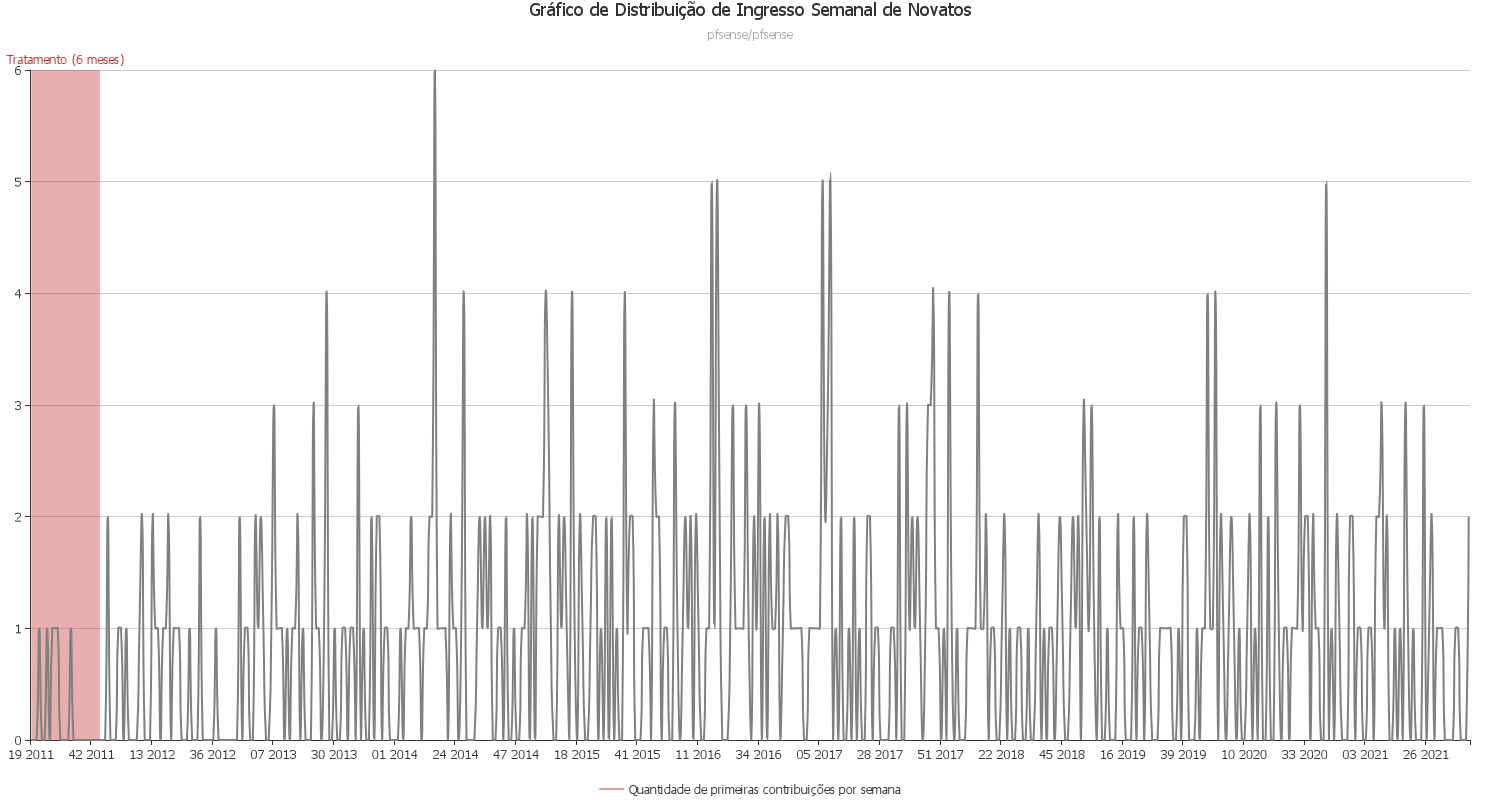 Gráfico de Distribuição de Ingresso Semanal de Novatos
pfsense/pfsense
Tratamento (6 meses)
6
5
4
3
2
1
0
19 2011 42 2011 13 2012 36 2012 07 2013 30 2013 01 2014 24 2014 47 2014 18 2015 41 2015 11 2016 34 2016 05 2017 28 2017 51 2017 22 2018 45 2018 16 2019 39 2019 10 2020 33 2020 03 2021 26 2021
Quantidade de primeiras contribuições por semana